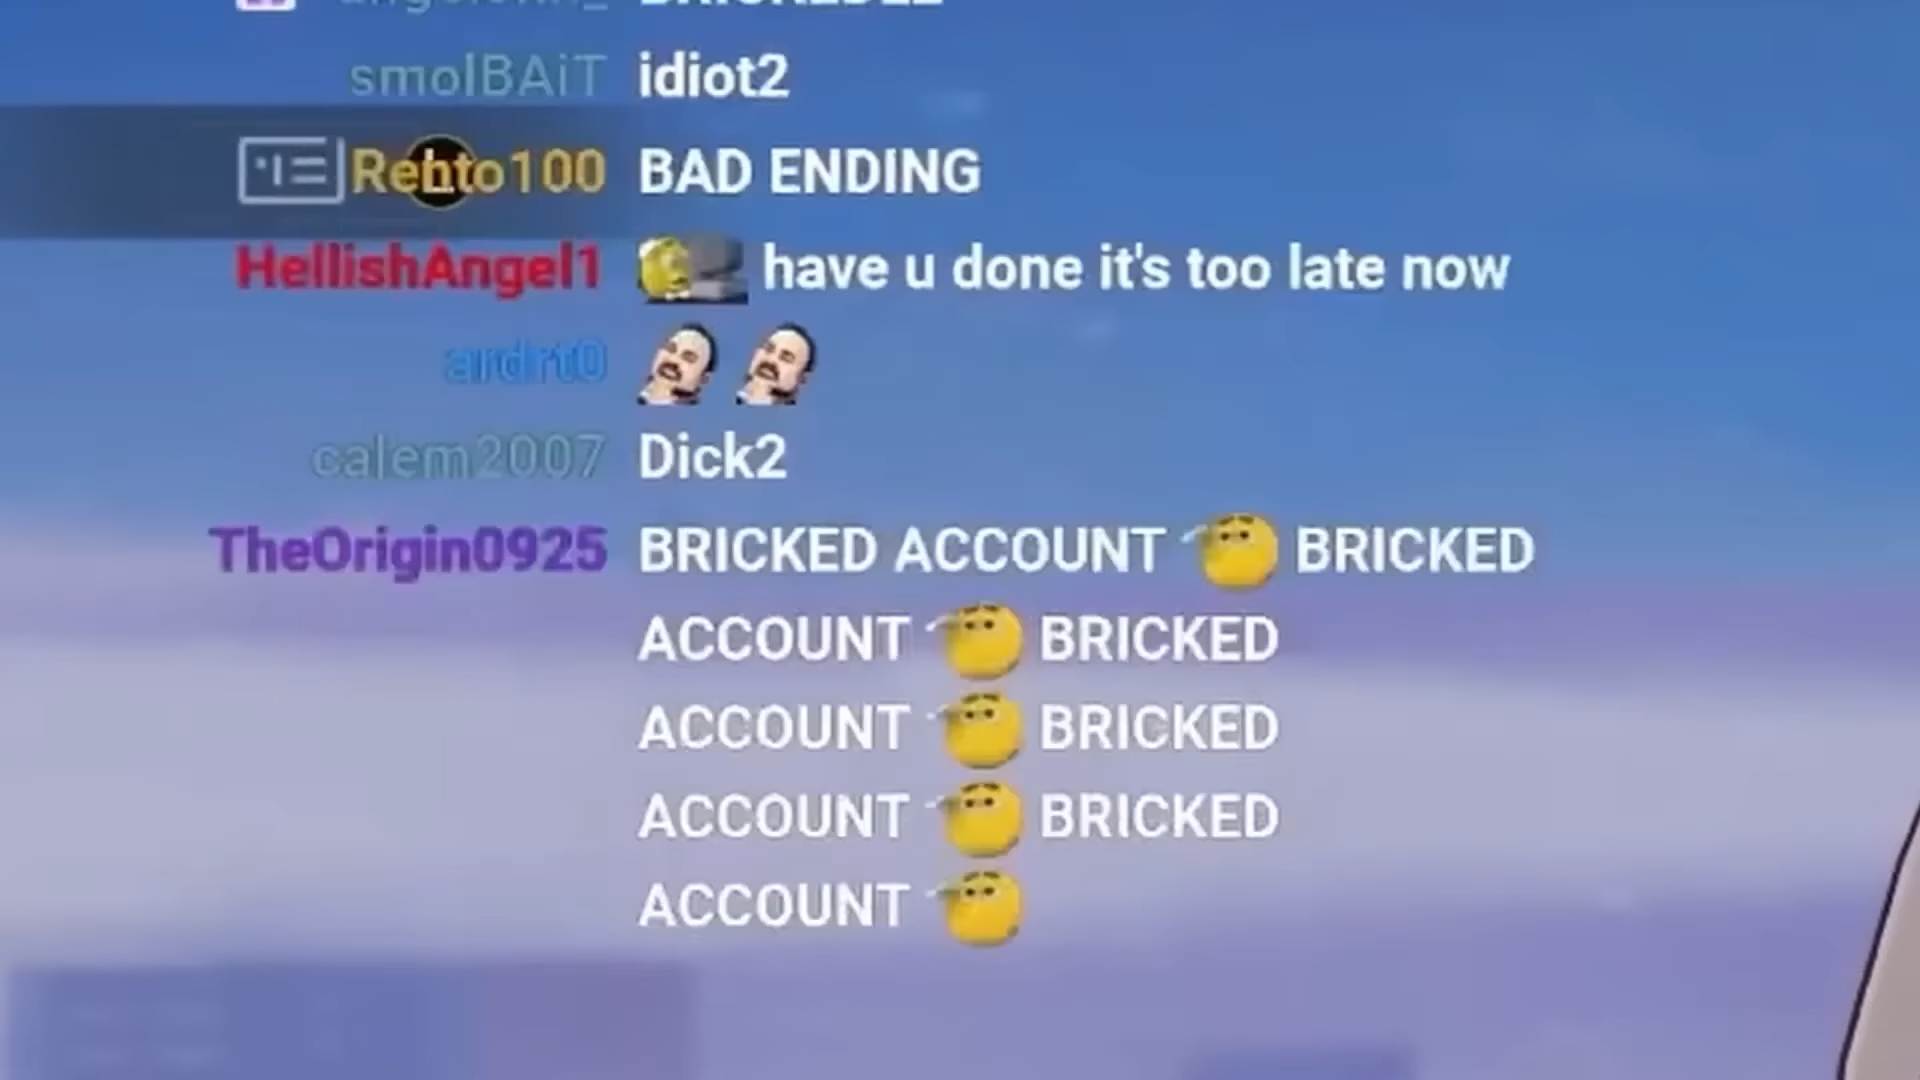 smolBAiT idiot2
Rehto100 BAD ENDING
HellishAngel1 have u done it's too late now
ardrt0
calem2007 Dick2
TheOrigin0925 BRICKED ACCOUNT BRICKED
ACCOUNT BRICKED
ACCOUNT BRICKED
ACCOUNT BRICKED
ACCOUNT